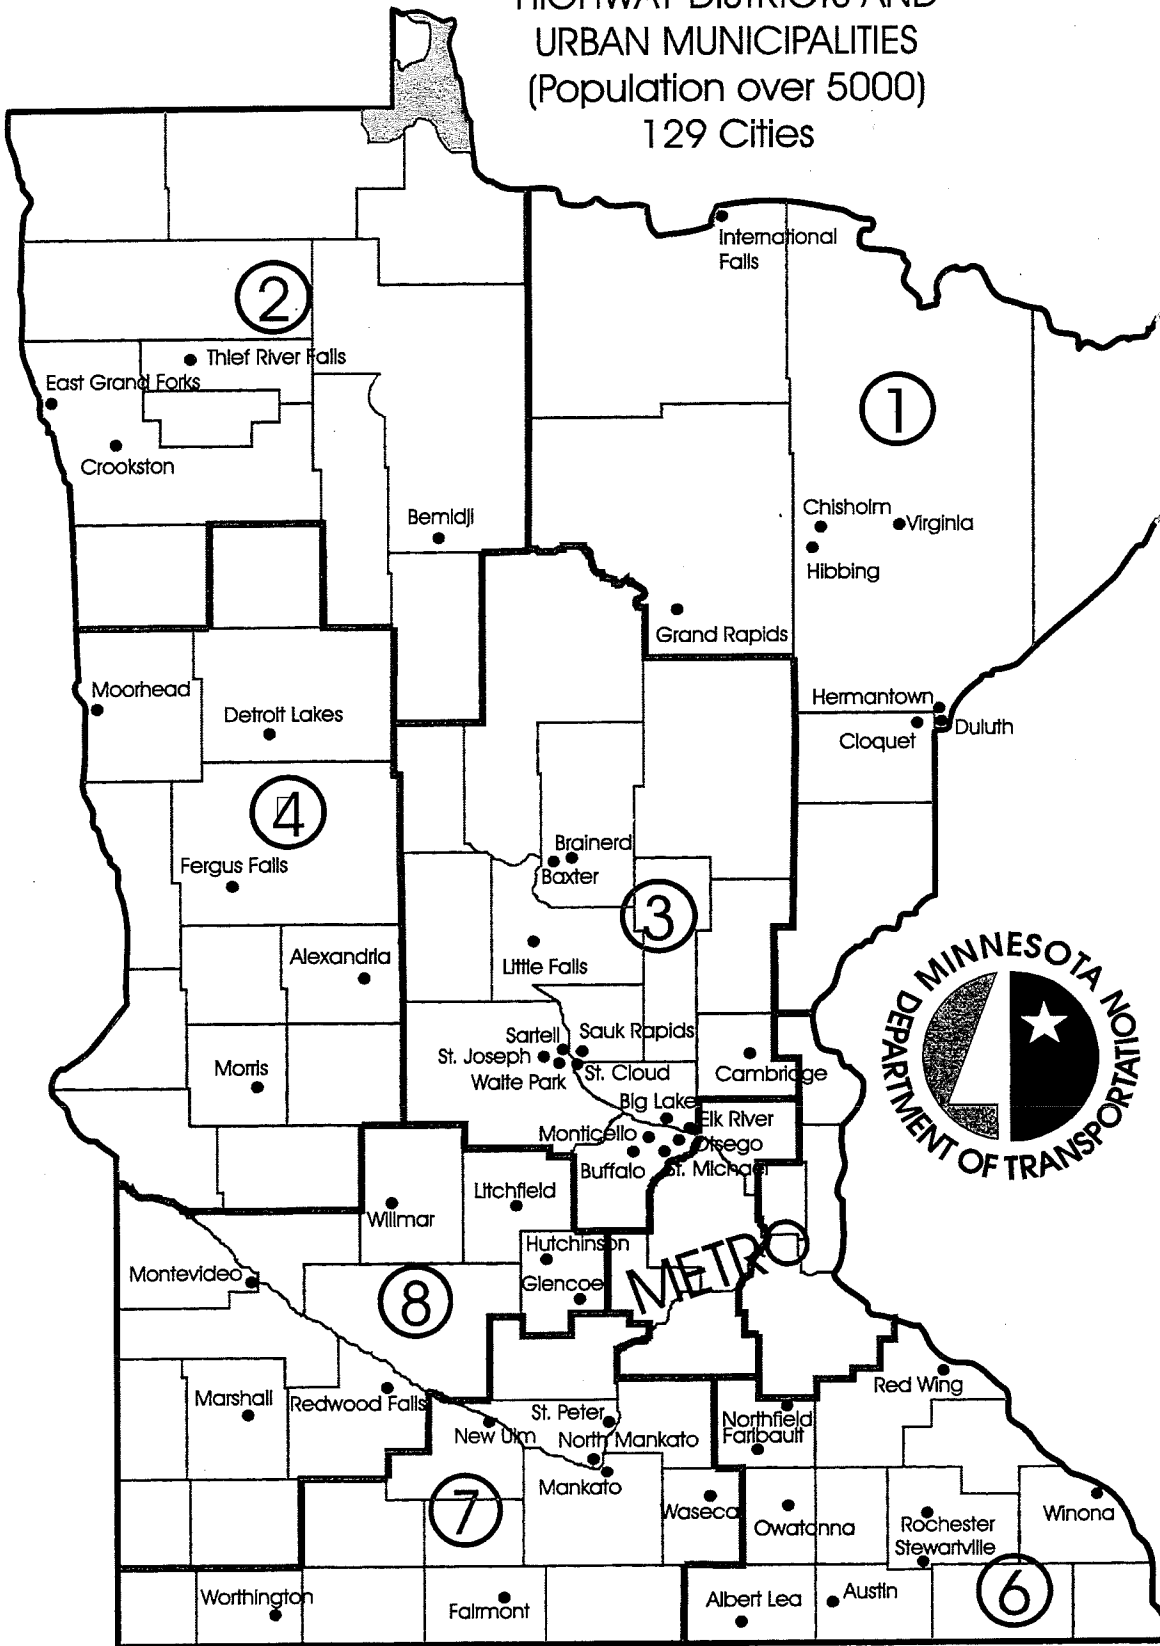 HIGHWAY DISTRICTS AND
URBAN MUNICIPALITIES
(Population over 5000)
129 Cities
International
Falls
2
Thief River Falls
East Grand Forks
1
Crookston
Chisholm
Virginia
Bemidji
Hibbing
Grand Rapids
Moorhead
Hermantown
Detroit Lakes
Duluth
Cloquet
4
Brainerd
Fergus Falls
Baxter
3
Alexandria
Little Falls
MINNESOTA
DEPARTMENT OF TRANSPORTATION
Sartell
Sauk Rapids
St. Joseph
Morris
St. Cloud
Waite Park
Cambridge
Big Lake
Elk River
Monticello
Otsego
Buffalo
St. Michael
Litchfield
Willmar
Hutchinson
METRO
Montevideo
Glencoe
8
Red Wing
Marshall
Redwood Falls
St. Peter
Northfield
New Ulm
North Mankato
Faribault
Mankato
7
Waseca
Owatonna
Rochester
Winona
Stewartville
6
Worthington
Fairmont
Albert Lea
Austin